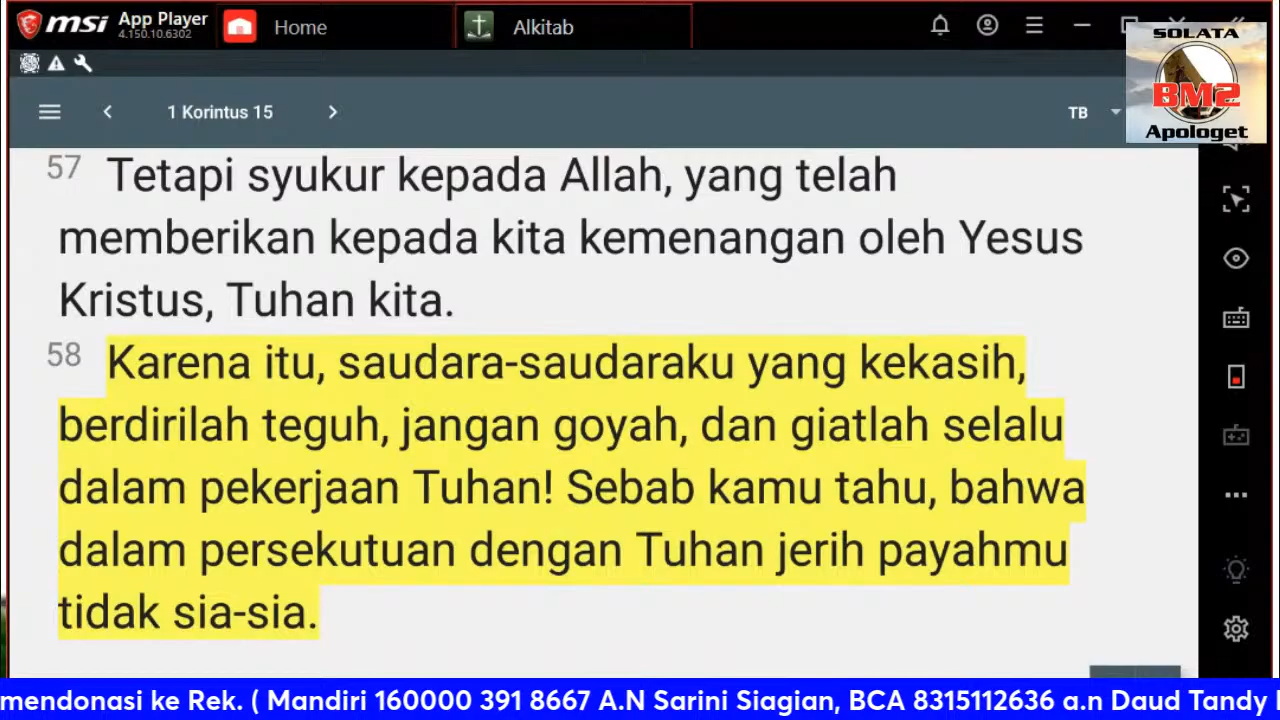 msi App Player
4.150.10.6302
Home
Alkitab
SOLATA
BM2
Apologet
1 Korintus 15
TB
57 Tetapi syukur kepada Allah, yang telah
memberikan kepada kita kemenangan oleh Yesus
Kristus, Tuhan kita.
58 Karena itu, saudara-saudaraku yang kekasih,
berdirilah teguh, jangan goyah, dan giatlah selalu
dalam pekerjaan Tuhan! Sebab kamu tahu, bahwa
dalam persekutuan dengan Tuhan jerih payahmu
tidak sia-sia.
mendonasi ke Rek. ( Mandiri 160000 391 8667 A.N Sarini Siagian, BCA 8315112636 a.n Daud Tandy